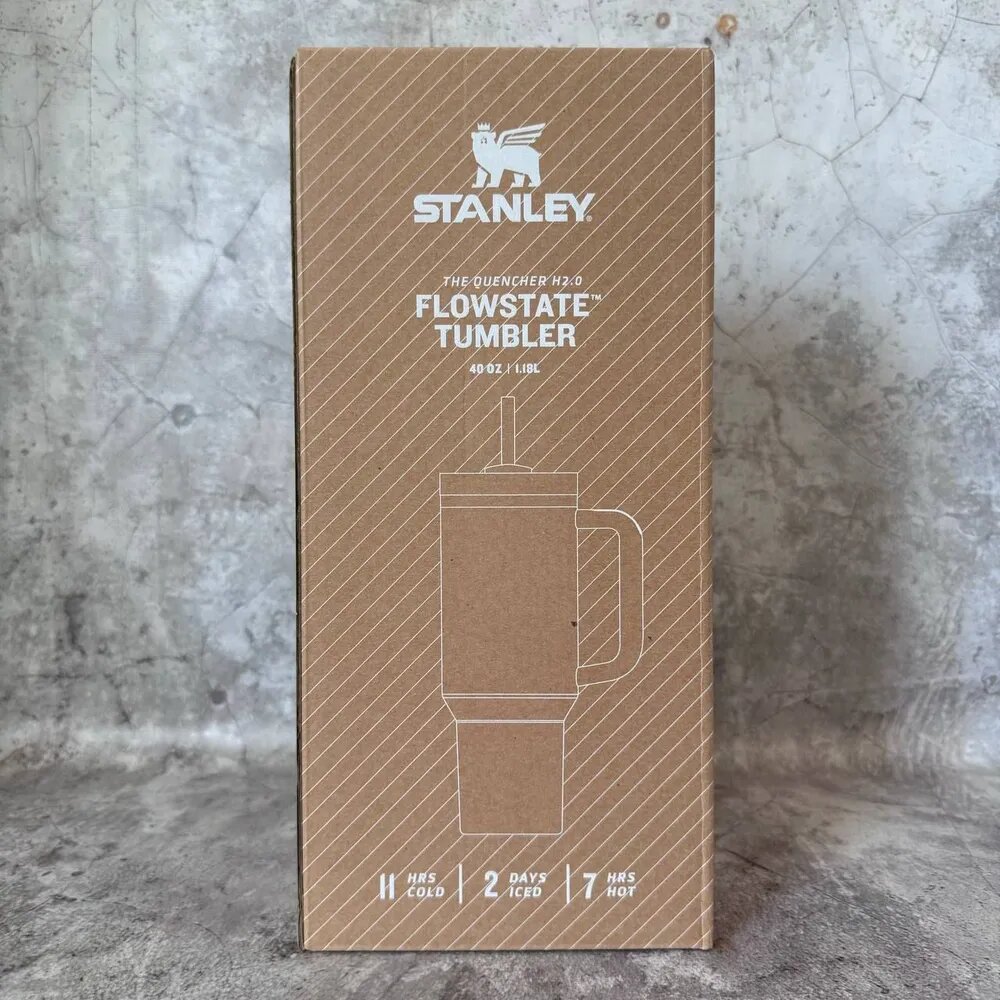 STANLEY®
THE QUENCHER H2.0
FLOWSTATE™
TUMBLER
40 OZ | 1.18L
11 HRS COLD | 2 DAYS ICED | 7 HRS HOT